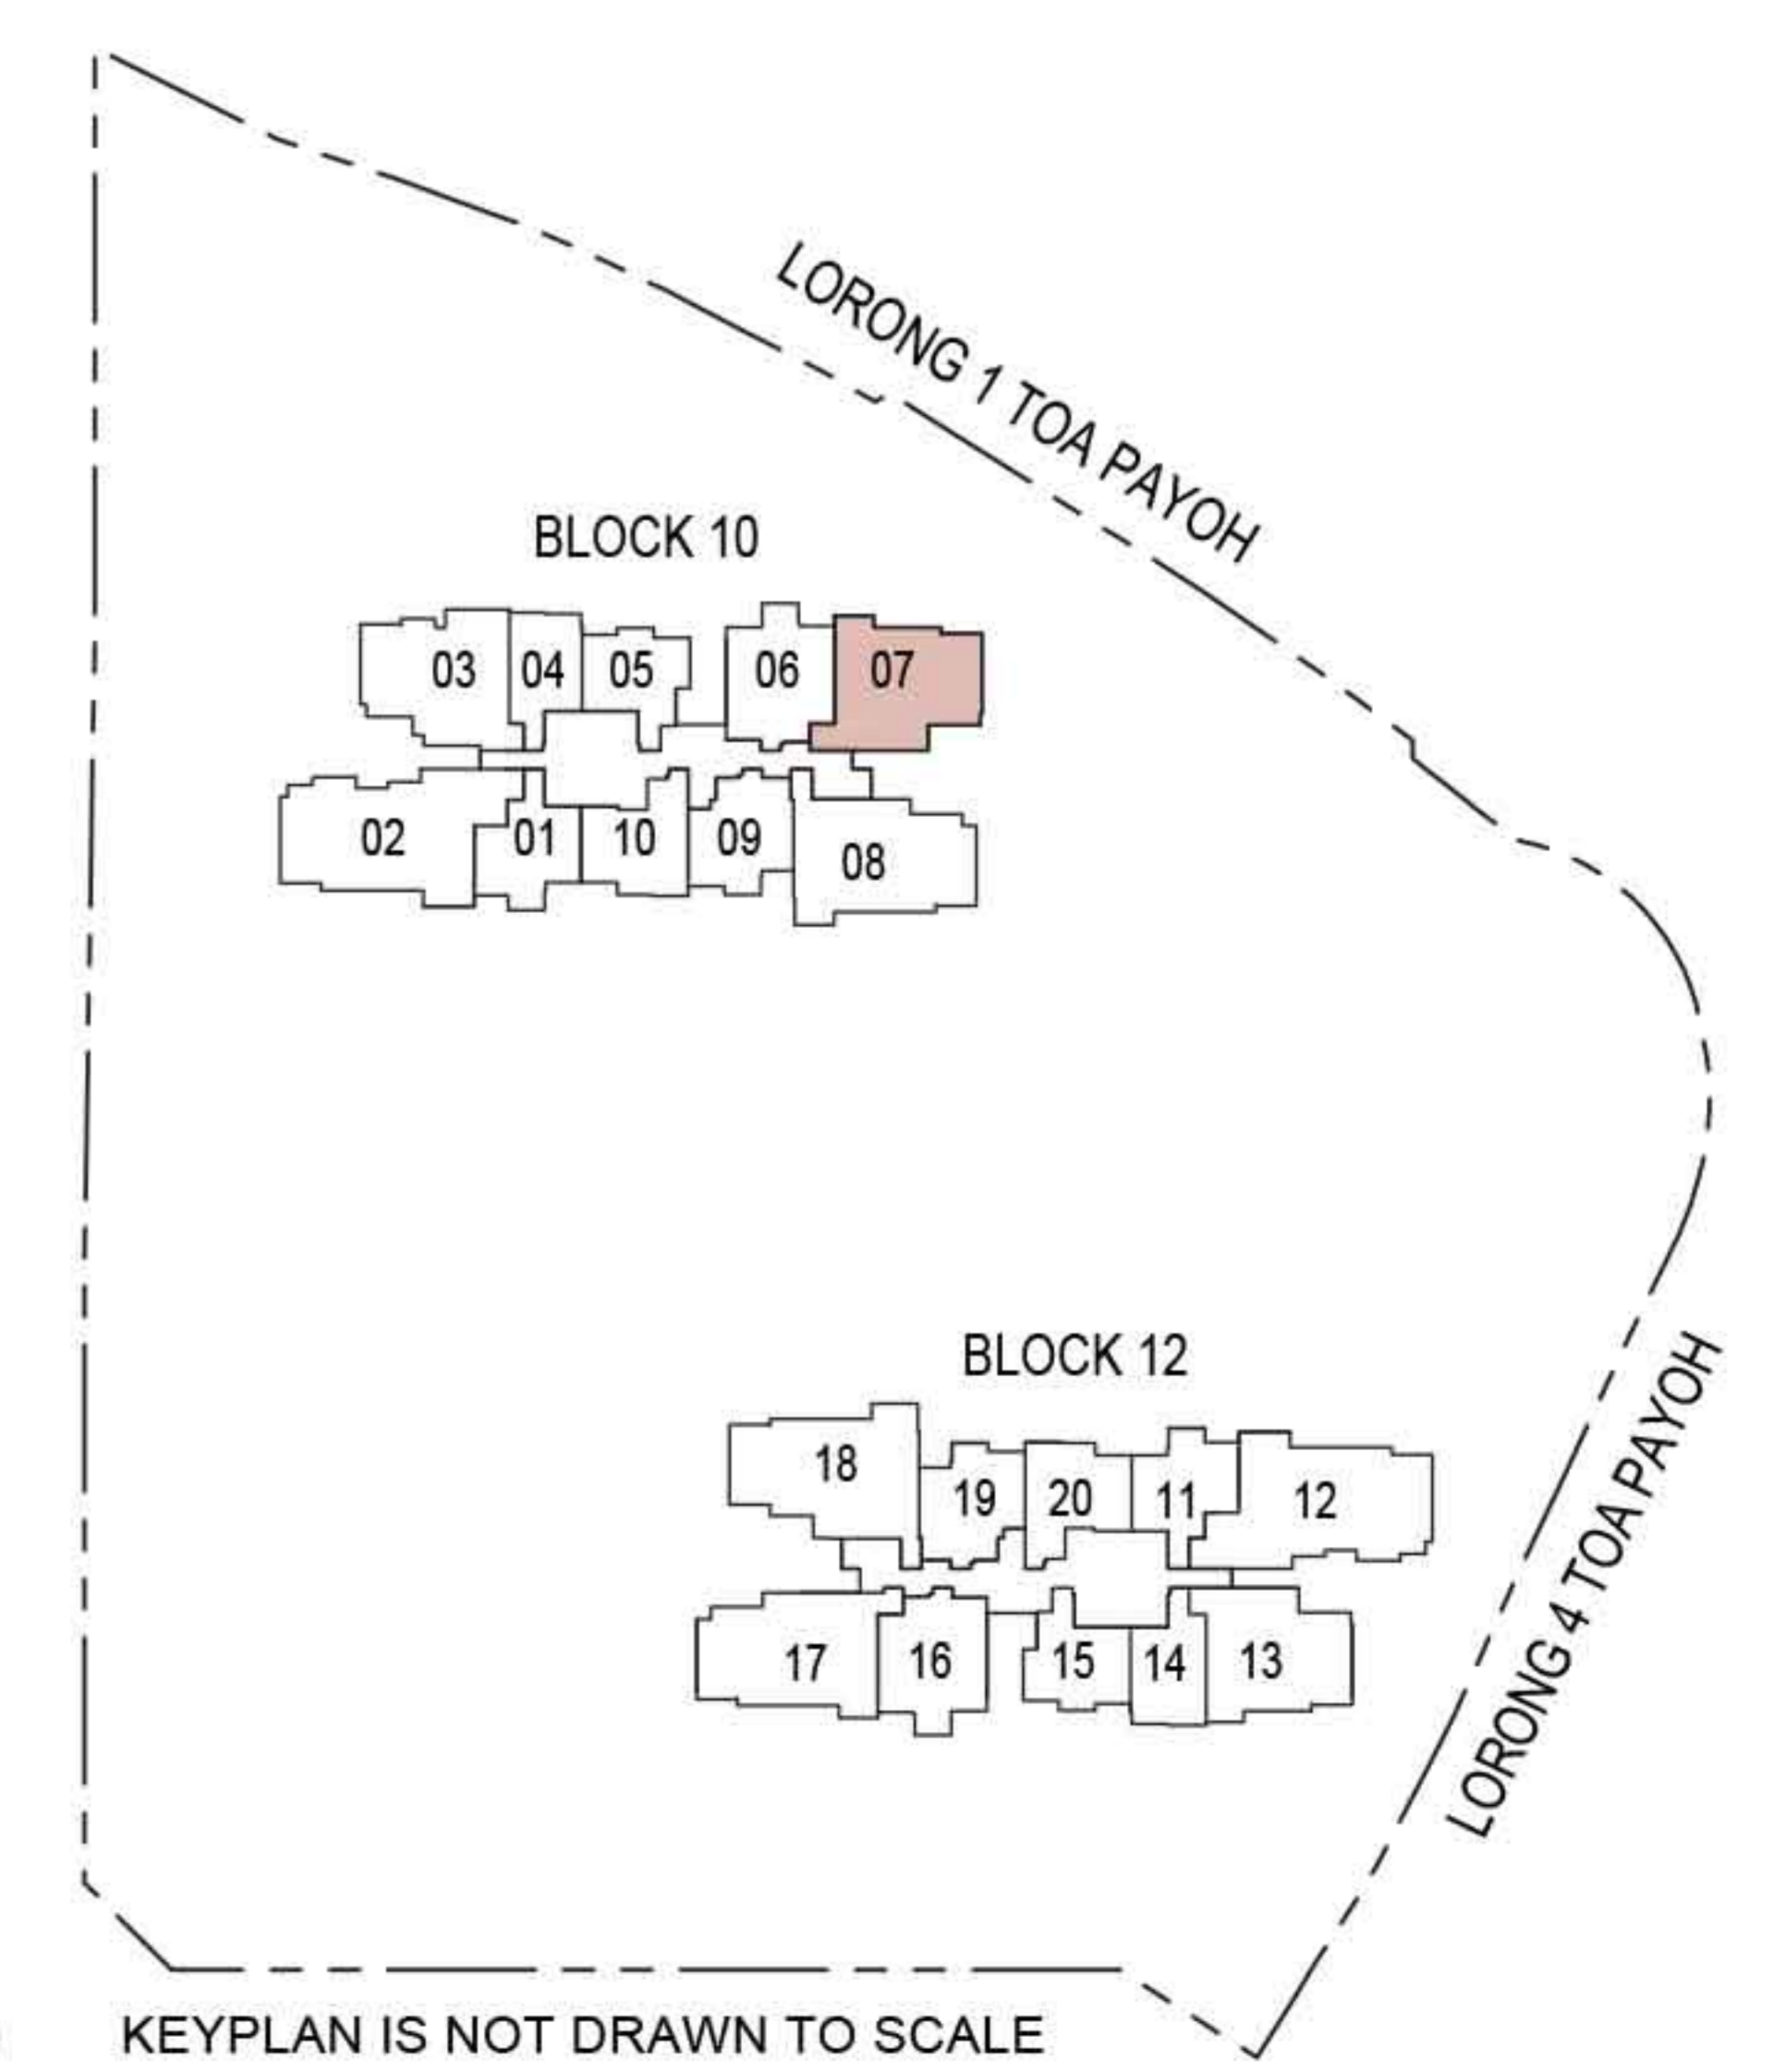 LORONG 1 TOA PAYOH
BLOCK 10
03 04 05 06 07
02 01 10 09 08
BLOCK 12
18 19 20 11 12
17 16 15 14 13
LORONG 4 TOA PAYOH
KEYPLAN IS NOT DRAWN TO SCALE